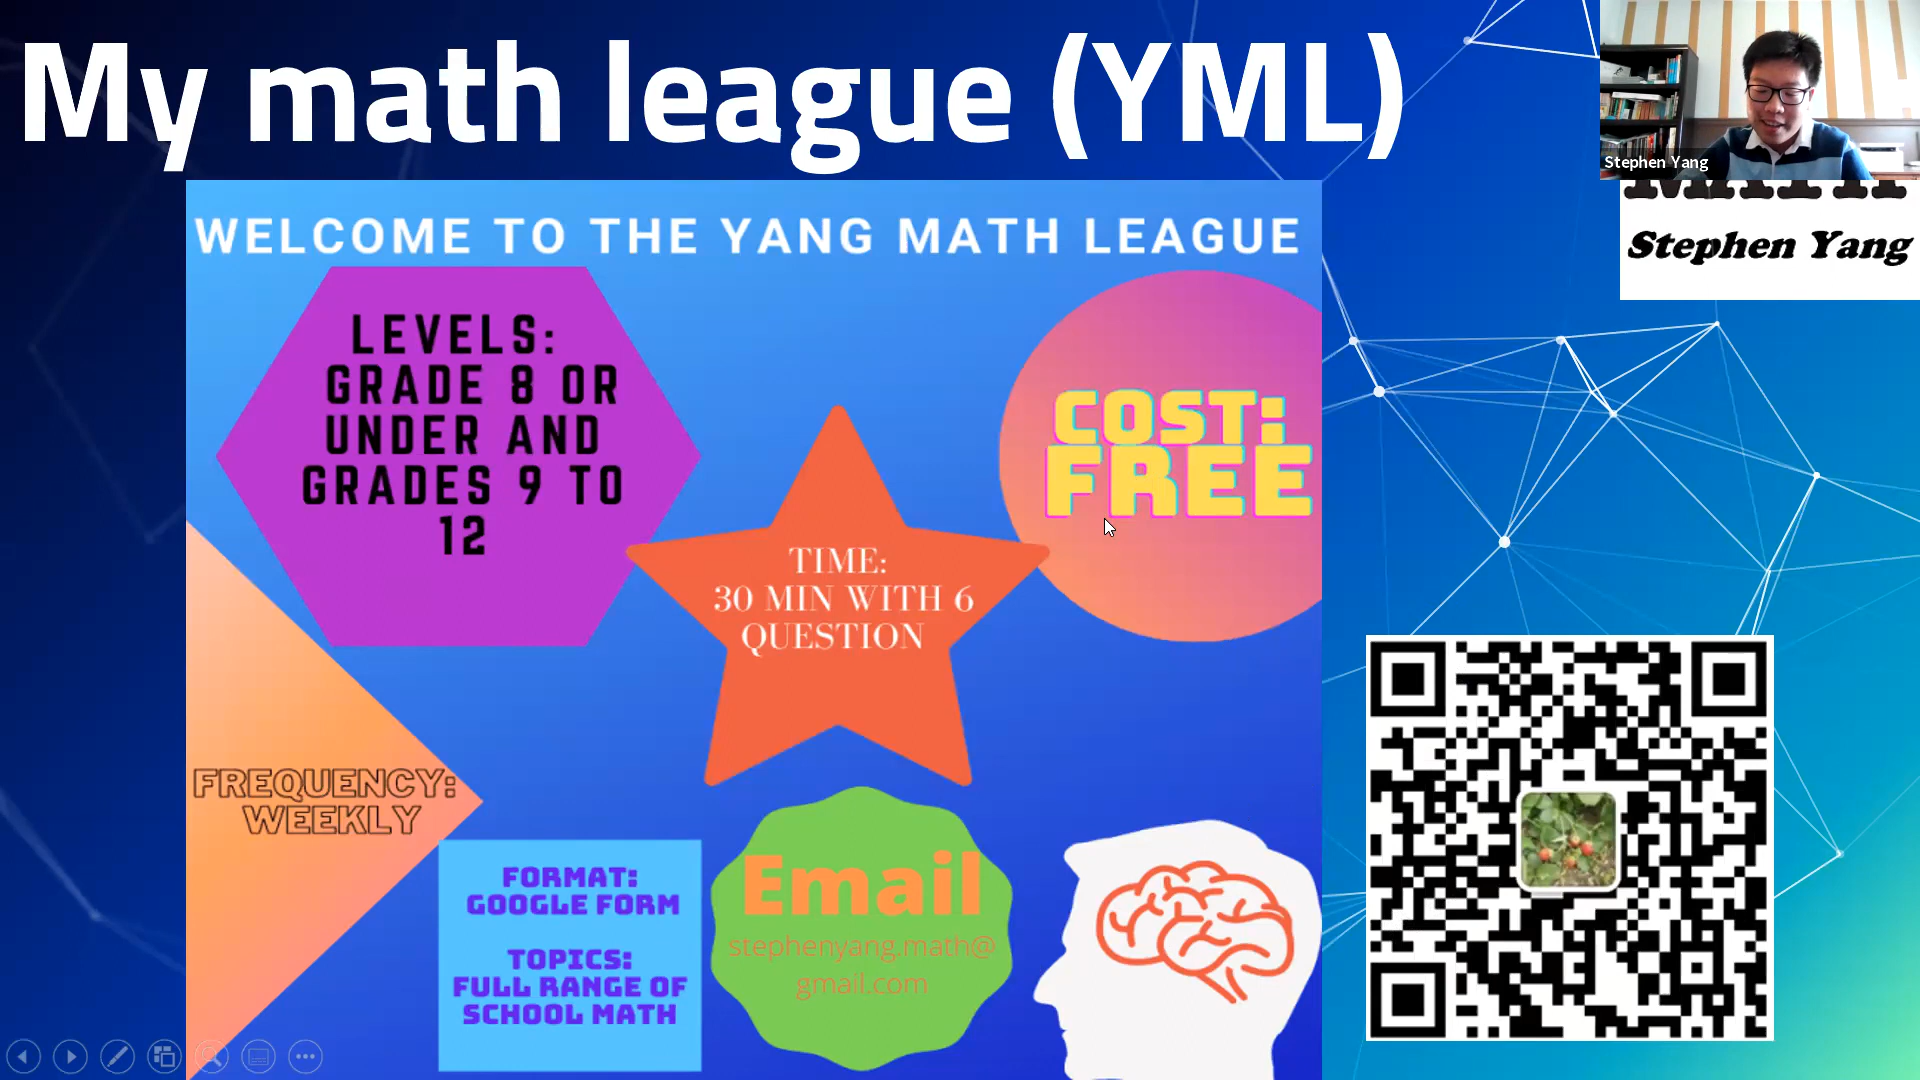 My math league (YML)
Stephen Yang
Stephen Yang
WELCOME TO THE YANG MATH LEAGUE
LEVELS:
GRADE 8 OR
UNDER AND
GRADES 9 TO
12
COST:
FREE
TIME:
30 MIN WITH 6
QUESTION
FREQUENCY:
WEEKLY
FORMAT:
GOOGLE FORM
TOPICS:
FULL RANGE OF
SCHOOL MATH
Email
stephenyang.math@
gmail.com